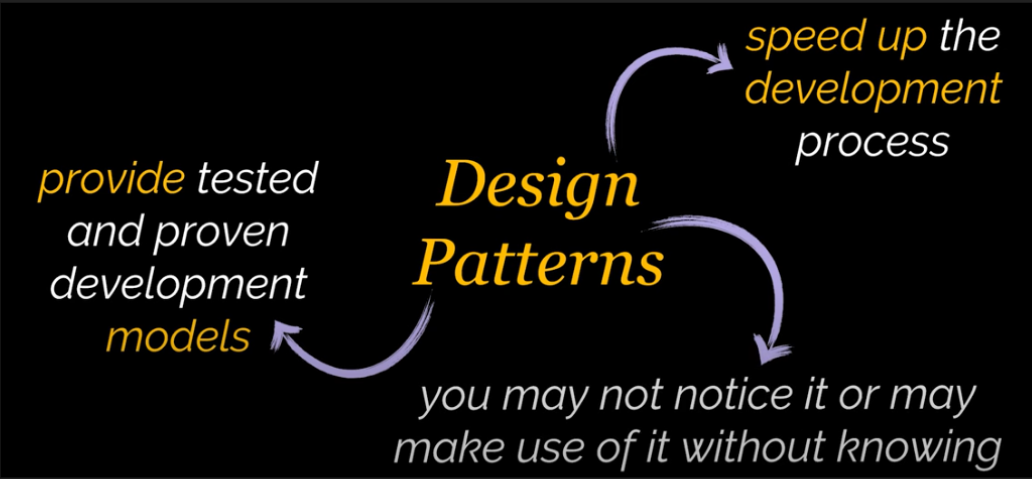 speed up the
development
process
Design
Patterns
provide tested
and proven
development
models
you may not notice it or may
make use of it without knowing